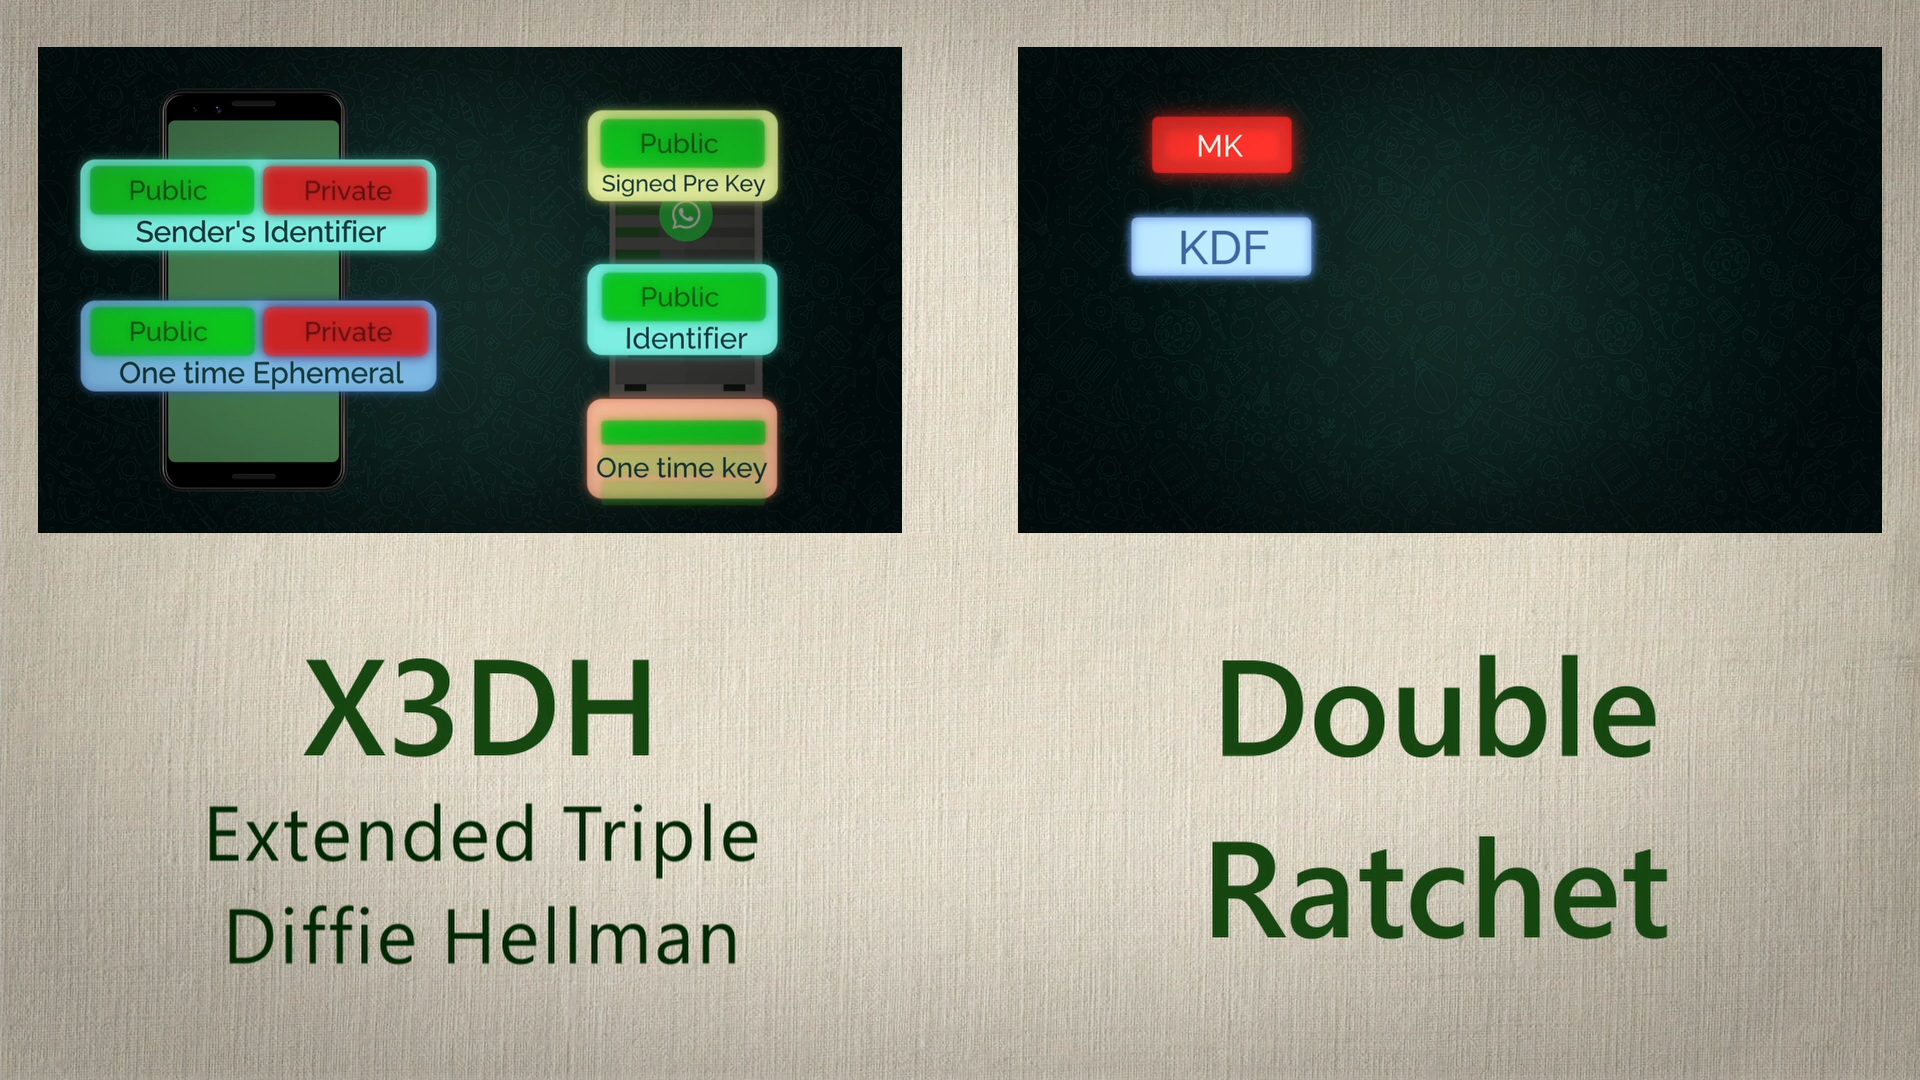 Public Private
Sender's Identifier
Public Private
One time Ephemeral
Public
Signed Pre Key
Public
Identifier
One time key
MK
KDF
X3DH
Extended Triple
Diffie Hellman
Double
Ratchet